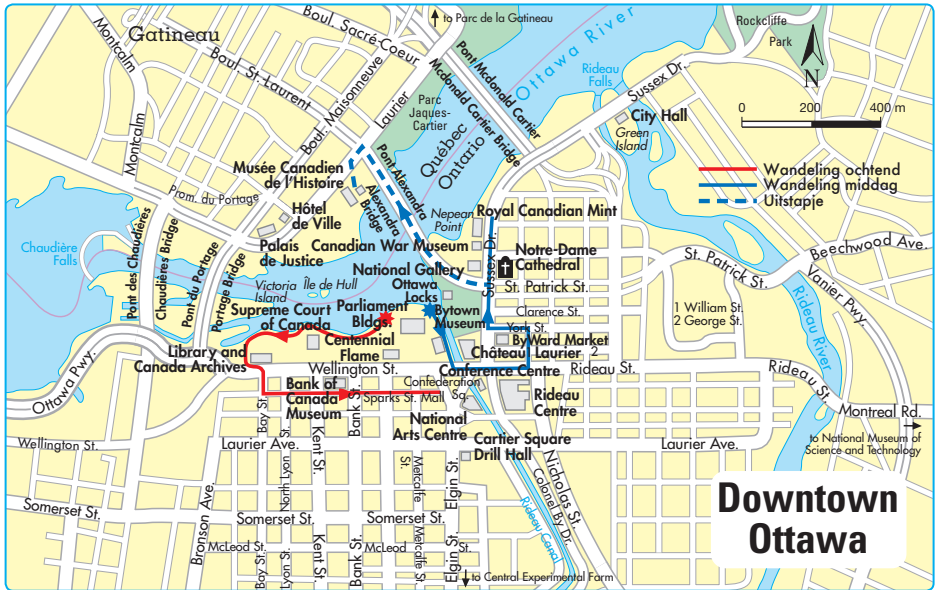 Gatineau
Montcalm
Boul. Sacré-Coeur
to Parc de la Gatineau
Boul. St-Laurent
Boul. Maisonneuve
Laurier
Pont Mcdonald Cartier
Mcdonald Cartier Bridge
Ottawa River
Rockcliffe
Park
N
Rideau
Falls
Sussex Dr.
City Hall
Green
Island
0 200 400 m
Parc
Jaques-
Cartier
Québec
Ontario
Wandeling ochtend
Wandeling middag
Uitstapje
Montcalm
Musée Canadien
de l'Histoire
Prom. du Portage
Pont Alexandra
Alexandra
Bridge
Nepean
Point
Royal Canadian Mint
Hôtel
de Ville
Palais
de Justice
Canadian War Museum
Notre-Dame
Cathedral
Sussex Dr.
St. Patrick St.
St. Patrick St.
Beechwood Ave.
Vanier Pwy.
Chaudière
Falls
Pont des Chaudières
Chaudières Bridge
Pont du Portage
Portage Bridge
National Gallery
Ottawa
Locks
Victoria
Island
Île de Hull
Parliament
Bldgs.
Bytown
Museum
Clarence St.
York St.
ByWard Market
1 William St.
2 George St.
Supreme Court
of Canada
Centennial
Flame
Château Laurier
2
Library and
Canada Archives
Wellington St.
Conference Centre
Rideau St.
Rideau St.
Rideau River
Ottawa Pwy.
Bank of
Canada
Museum
Confederation
Sq.
Sparks St. Mall
Rideau
Centre
Montreal Rd.
to National Museum of
Science and Technology
Bay St.
Kent St.
Bank St.
National
Arts Centre
Cartier Square
Drill Hall
Wellington St.
Laurier Ave.
Laurier Ave.
North Lyon St.
Metcalfe
St.
Elgin St.
Nicholas St.
Colonel By Dr.
Rideau Canal
Somerset St.
Bronson Ave.
Somerset St.
Somerset St.
McLeod St.
McLeod St.
Bay St.
Lyon St.
Kent St.
Bank St.
Metcalfe St.
Elgin St.
to Central Experimental Farm
Downtown
Ottawa